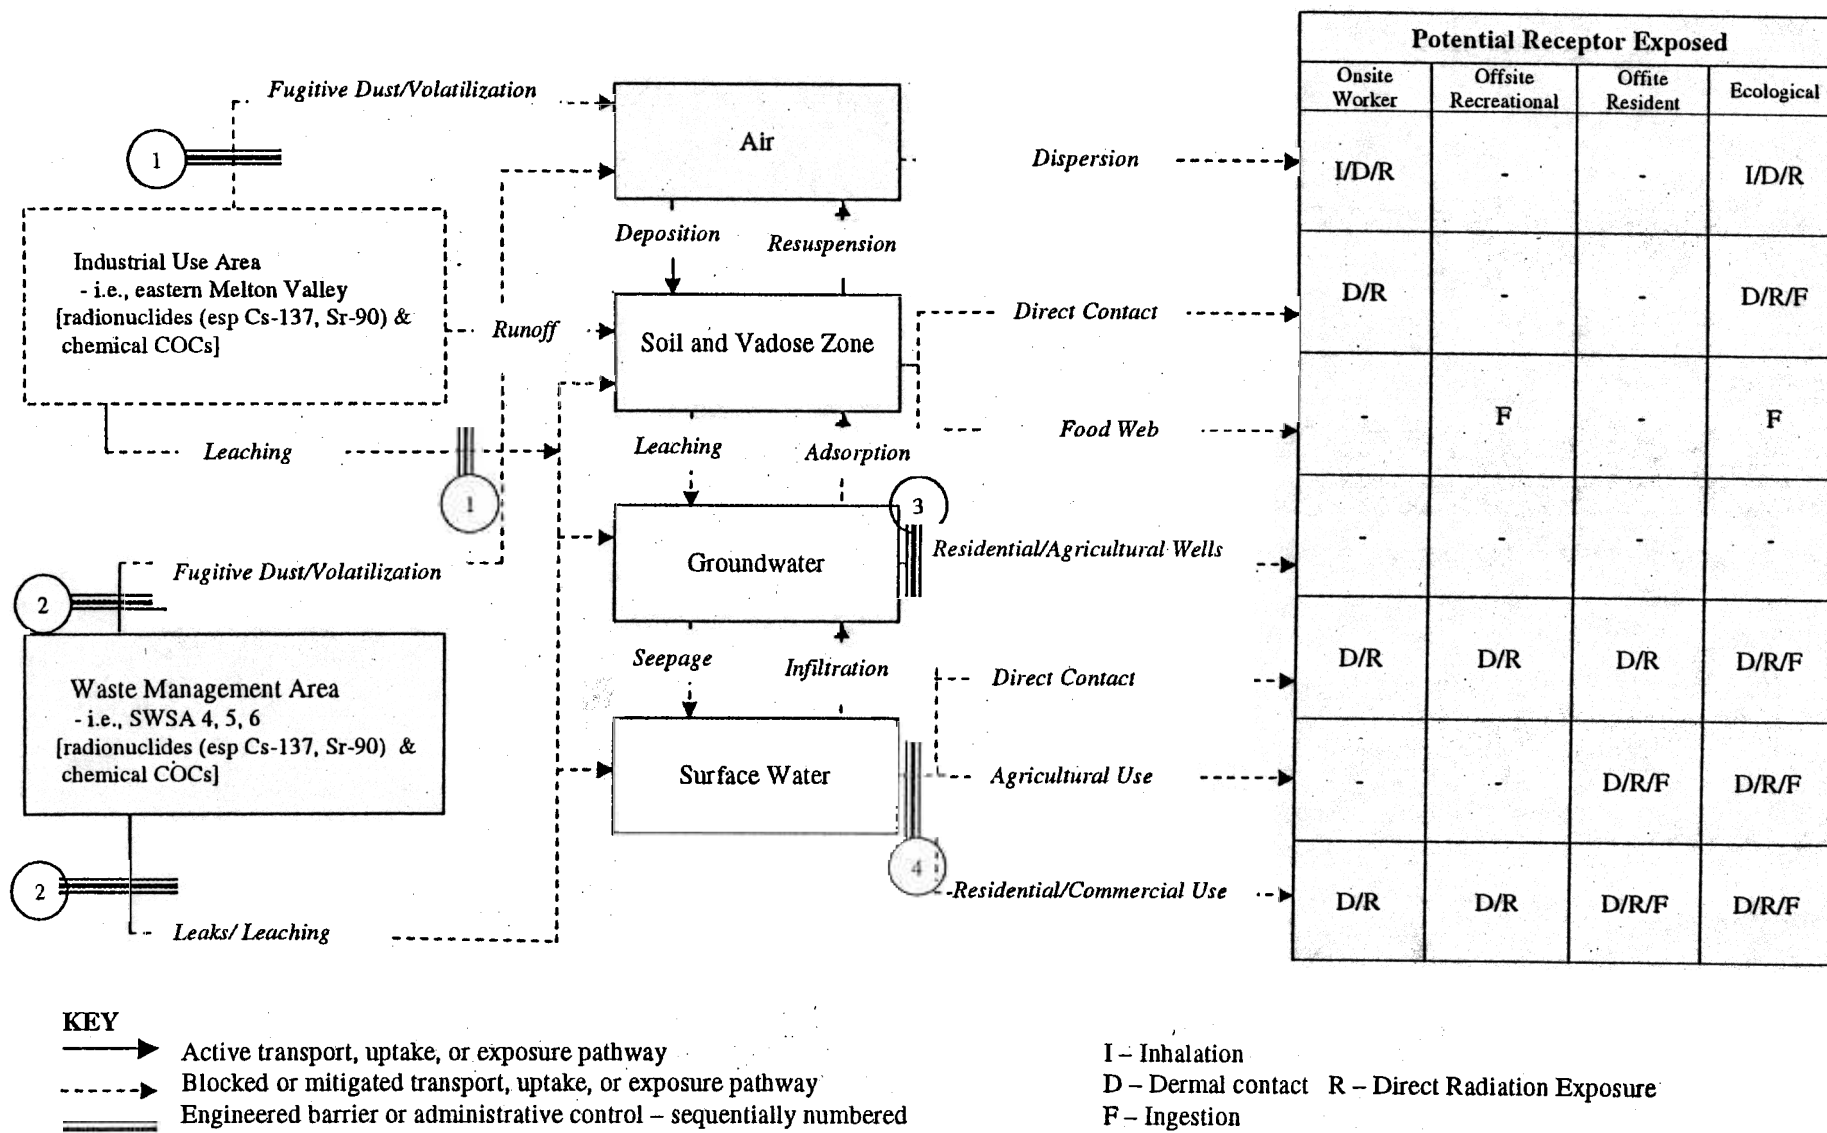 Potential Receptor Exposed
Onsite Worker
Offsite Recreational
Offite Resident
Ecological
Fugitive Dust/Volatilization
1
Air
Dispersion
I/D/R
-
-
I/D/R
Deposition
Resuspension
Industrial Use Area
- i.e., eastern Melton Valley
[radionuclides (esp Cs-137, Sr-90) &
chemical COCs]
Runoff
Soil and Vadose Zone
Direct Contact
D/R
-
-
D/R/F
Food Web
-
F
-
F
Leaching
1
Leaching
Adsorption
3
Groundwater
Residential/Agricultural Wells
-
-
-
-
Fugitive Dust/Volatilization
2
Seepage
Infiltration
Direct Contact
D/R
D/R
D/R
D/R/F
Waste Management Area
- i.e., SWSA 4, 5, 6
[radionuclides (esp Cs-137, Sr-90) &
chemical COCs]
Surface Water
Agricultural Use
-
-
D/R/F
D/R/F
4
Residential/Commercial Use
D/R
D/R
D/R/F
D/R/F
2
Leaks/ Leaching
KEY
Active transport, uptake, or exposure pathway
Blocked or mitigated transport, uptake, or exposure pathway
Engineered barrier or administrative control – sequentially numbered
I – Inhalation
D – Dermal contact R – Direct Radiation Exposure
F – Ingestion